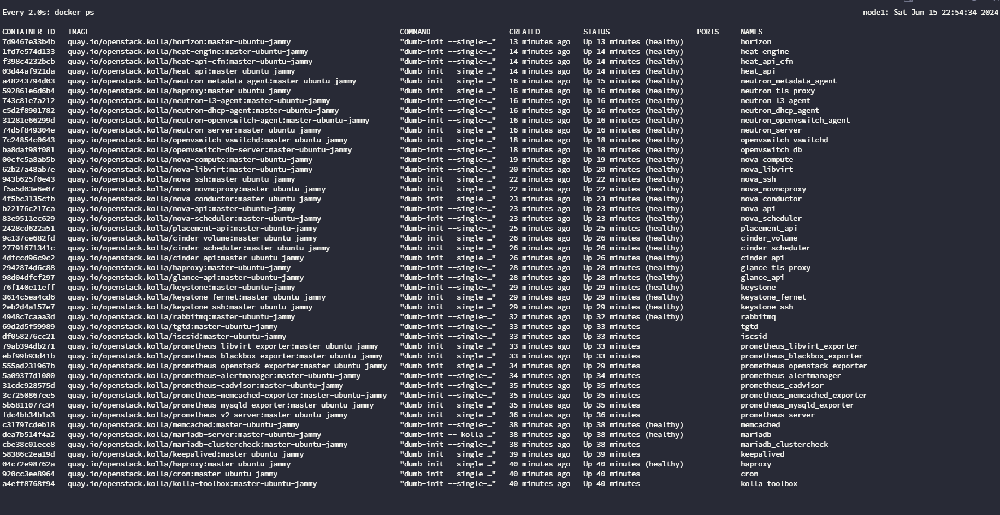 Every 2.0s: docker ps node1: Sat Jun 15 22:54:34 2024
CONTAINER ID IMAGE COMMAND CREATED STATUS PORTS NAMES
7d9467e33b4b quay.io/openstack.kolla/horizon:master-ubuntu-jammy "dumb-init --single-…" 13 minutes ago Up 13 minutes (healthy) horizon
1fd7e574d133 quay.io/openstack.kolla/heat-engine:master-ubuntu-jammy "dumb-init --single-…" 14 minutes ago Up 14 minutes (healthy) heat_engine
f398c4232bcb quay.io/openstack.kolla/heat-api-cfn:master-ubuntu-jammy "dumb-init --single-…" 14 minutes ago Up 14 minutes (healthy) heat_api_cfn
03d44af921da quay.io/openstack.kolla/heat-api:master-ubuntu-jammy "dumb-init --single-…" 14 minutes ago Up 14 minutes (healthy) heat_api
a48243794d03 quay.io/openstack.kolla/neutron-metadata-agent:master-ubuntu-jammy "dumb-init --single-…" 16 minutes ago Up 15 minutes (healthy) neutron_metadata_agent
592861e6d6b4 quay.io/openstack.kolla/haproxy:master-ubuntu-jammy "dumb-init --single-…" 16 minutes ago Up 16 minutes (healthy) neutron_tls_proxy
743c81e7a212 quay.io/openstack.kolla/neutron-l3-agent:master-ubuntu-jammy "dumb-init --single-…" 16 minutes ago Up 16 minutes (healthy) neutron_l3_agent
c5d2f8901782 quay.io/openstack.kolla/neutron-dhcp-agent:master-ubuntu-jammy "dumb-init --single-…" 16 minutes ago Up 16 minutes (healthy) neutron_dhcp_agent
31281e66299d quay.io/openstack.kolla/neutron-openvswitch-agent:master-ubuntu-jammy "dumb-init --single-…" 16 minutes ago Up 16 minutes (healthy) neutron_openvswitch_agent
74d5f849304e quay.io/openstack.kolla/neutron-server:master-ubuntu-jammy "dumb-init --single-…" 16 minutes ago Up 16 minutes (healthy) neutron_server
7c24854c0643 quay.io/openstack.kolla/openvswitch-vswitchd:master-ubuntu-jammy "dumb-init --single-…" 18 minutes ago Up 18 minutes (healthy) openvswitch_vswitchd
ba8daf98f081 quay.io/openstack.kolla/openvswitch-db-server:master-ubuntu-jammy "dumb-init --single-…" 18 minutes ago Up 18 minutes (healthy) openvswitch_db
00cfc5a8ab5b quay.io/openstack.kolla/nova-compute:master-ubuntu-jammy "dumb-init --single-…" 19 minutes ago Up 19 minutes (healthy) nova_compute
62b27a48ab7e quay.io/openstack.kolla/nova-libvirt:master-ubuntu-jammy "dumb-init --single-…" 20 minutes ago Up 20 minutes (healthy) nova_libvirt
943b625f0e43 quay.io/openstack.kolla/nova-ssh:master-ubuntu-jammy "dumb-init --single-…" 22 minutes ago Up 22 minutes (healthy) nova_ssh
f5a5d03e6e07 quay.io/openstack.kolla/nova-novncproxy:master-ubuntu-jammy "dumb-init --single-…" 22 minutes ago Up 22 minutes (healthy) nova_novncproxy
4f5bc3135cfb quay.io/openstack.kolla/nova-conductor:master-ubuntu-jammy "dumb-init --single-…" 23 minutes ago Up 23 minutes (healthy) nova_conductor
b22176c217ca quay.io/openstack.kolla/nova-api:master-ubuntu-jammy "dumb-init --single-…" 23 minutes ago Up 23 minutes (healthy) nova_api
83e9511ec629 quay.io/openstack.kolla/nova-scheduler:master-ubuntu-jammy "dumb-init --single-…" 23 minutes ago Up 23 minutes (healthy) nova_scheduler
2428cd622a51 quay.io/openstack.kolla/placement-api:master-ubuntu-jammy "dumb-init --single-…" 25 minutes ago Up 25 minutes (healthy) placement_api
9c137ce682fd quay.io/openstack.kolla/cinder-volume:master-ubuntu-jammy "dumb-init --single-…" 26 minutes ago Up 26 minutes (healthy) cinder_volume
27791671341c quay.io/openstack.kolla/cinder-scheduler:master-ubuntu-jammy "dumb-init --single-…" 26 minutes ago Up 26 minutes (healthy) cinder_scheduler
4dfccd96c9c2 quay.io/openstack.kolla/cinder-api:master-ubuntu-jammy "dumb-init --single-…" 26 minutes ago Up 26 minutes (healthy) cinder_api
2942874d6c88 quay.io/openstack.kolla/haproxy:master-ubuntu-jammy "dumb-init --single-…" 28 minutes ago Up 28 minutes (healthy) glance_tls_proxy
98d04dfcf297 quay.io/openstack.kolla/glance-api:master-ubuntu-jammy "dumb-init --single-…" 28 minutes ago Up 28 minutes (healthy) glance_api
76f140e11eff quay.io/openstack.kolla/keystone:master-ubuntu-jammy "dumb-init --single-…" 29 minutes ago Up 29 minutes (healthy) keystone
3614c5ea4cd6 quay.io/openstack.kolla/keystone-fernet:master-ubuntu-jammy "dumb-init --single-…" 29 minutes ago Up 29 minutes (healthy) keystone_fernet
2eb2d4a157e7 quay.io/openstack.kolla/keystone-ssh:master-ubuntu-jammy "dumb-init --single-…" 29 minutes ago Up 29 minutes (healthy) keystone_ssh
4948c7caaa3d quay.io/openstack.kolla/rabbitmq:master-ubuntu-jammy "dumb-init --single-…" 32 minutes ago Up 32 minutes (healthy) rabbitmq
69d2d5f59989 quay.io/openstack.kolla/tgtd:master-ubuntu-jammy "dumb-init --single-…" 33 minutes ago Up 33 minutes tgtd
df058276cc21 quay.io/openstack.kolla/iscsid:master-ubuntu-jammy "dumb-init --single-…" 33 minutes ago Up 33 minutes iscsid
79ab394db271 quay.io/openstack.kolla/prometheus-libvirt-exporter:master-ubuntu-jammy "dumb-init --single-…" 33 minutes ago Up 33 minutes prometheus_libvirt_exporter
ebf99b93d41b quay.io/openstack.kolla/prometheus-blackbox-exporter:master-ubuntu-jammy "dumb-init --single-…" 33 minutes ago Up 33 minutes prometheus_blackbox_exporter
555ad231967b quay.io/openstack.kolla/prometheus-openstack-exporter:master-ubuntu-jammy "dumb-init --single-…" 34 minutes ago Up 29 minutes prometheus_openstack_exporter
5a09377d1080 quay.io/openstack.kolla/prometheus-alertmanager:master-ubuntu-jammy "dumb-init --single-…" 34 minutes ago Up 34 minutes prometheus_alertmanager
31cdc928575d quay.io/openstack.kolla/prometheus-cadvisor:master-ubuntu-jammy "dumb-init --single-…" 35 minutes ago Up 35 minutes prometheus_cadvisor
3c7250867ee5 quay.io/openstack.kolla/prometheus-memcached-exporter:master-ubuntu-jammy "dumb-init --single-…" 35 minutes ago Up 35 minutes prometheus_memcached_exporter
5b5811077c34 quay.io/openstack.kolla/prometheus-mysqld-exporter:master-ubuntu-jammy "dumb-init --single-…" 35 minutes ago Up 35 minutes prometheus_mysqld_exporter
fdc4bb34b1a3 quay.io/openstack.kolla/prometheus-v2-server:master-ubuntu-jammy "dumb-init --single-…" 36 minutes ago Up 36 minutes prometheus_server
c31797cdeb18 quay.io/openstack.kolla/memcached:master-ubuntu-jammy "dumb-init --single-…" 38 minutes ago Up 38 minutes (healthy) memcached
dea7b514f4a2 quay.io/openstack.kolla/mariadb-server:master-ubuntu-jammy "dumb-init -- kolla_…" 38 minutes ago Up 38 minutes (healthy) mariadb
cbe38c01ece8 quay.io/openstack.kolla/mariadb-clustercheck:master-ubuntu-jammy "dumb-init --single-…" 38 minutes ago Up 38 minutes mariadb_clustercheck
58386c2ea19d quay.io/openstack.kolla/keepalived:master-ubuntu-jammy "dumb-init --single-…" 39 minutes ago Up 39 minutes keepalived
04c72e98762a quay.io/openstack.kolla/haproxy:master-ubuntu-jammy "dumb-init --single-…" 40 minutes ago Up 40 minutes (healthy) haproxy
920cc3ee8964 quay.io/openstack.kolla/cron:master-ubuntu-jammy "dumb-init --single-…" 40 minutes ago Up 40 minutes cron
a4eff8768f94 quay.io/openstack.kolla/kolla-toolbox:master-ubuntu-jammy "dumb-init --single-…" 40 minutes ago Up 40 minutes kolla_toolbox